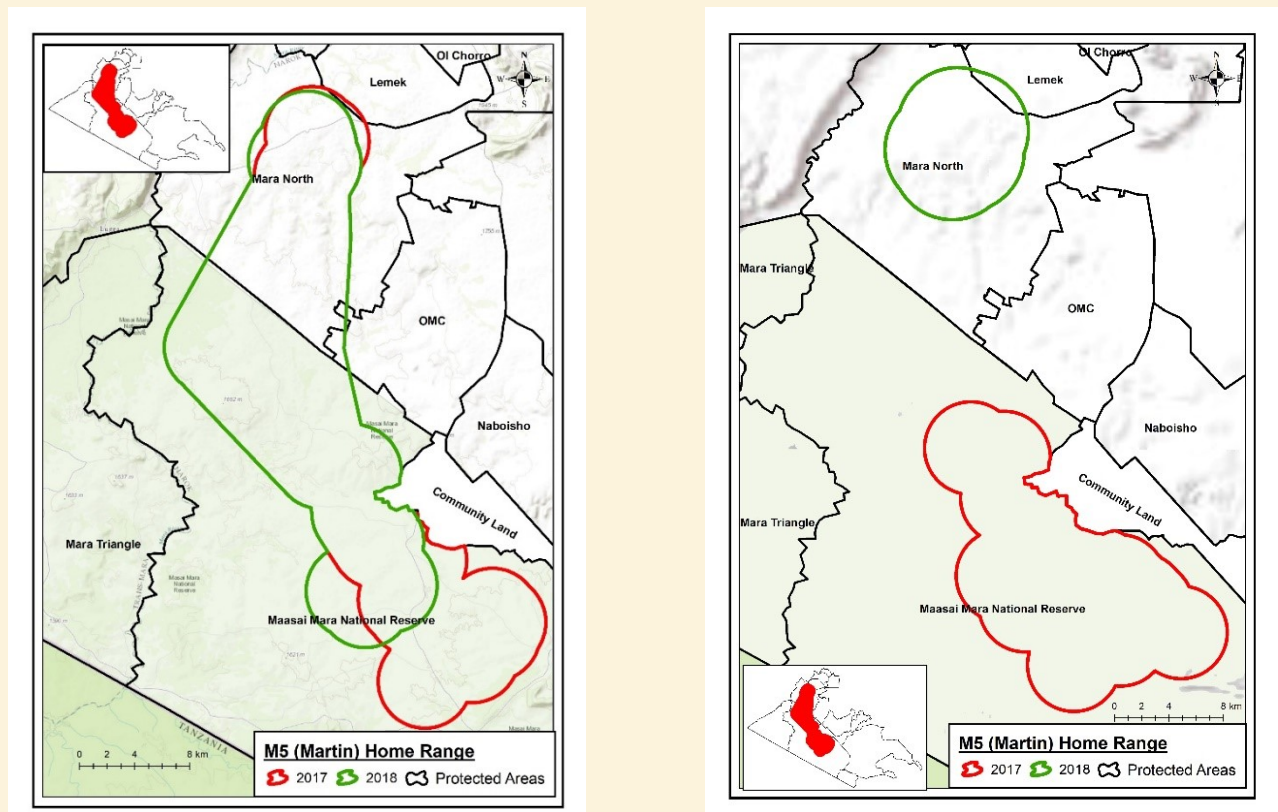 Ol Chorro
Lemek
N
W E
S
Mara North
OMC
Naboisho
Community Land
Mara Triangle
Maasai Mara National Reserve
TANZANIA
0 2 4 8 km
M5 (Martin) Home Range
2017 2018 Protected Areas
Ol Chorro
Lemek
N
W E
S
Mara North
Mara Triangle
OMC
Naboisho
Community Land
Mara Triangle
Maasai Mara National Reserve
0 2 4 8 km
M5 (Martin) Home Range
2017 2018 Protected Areas